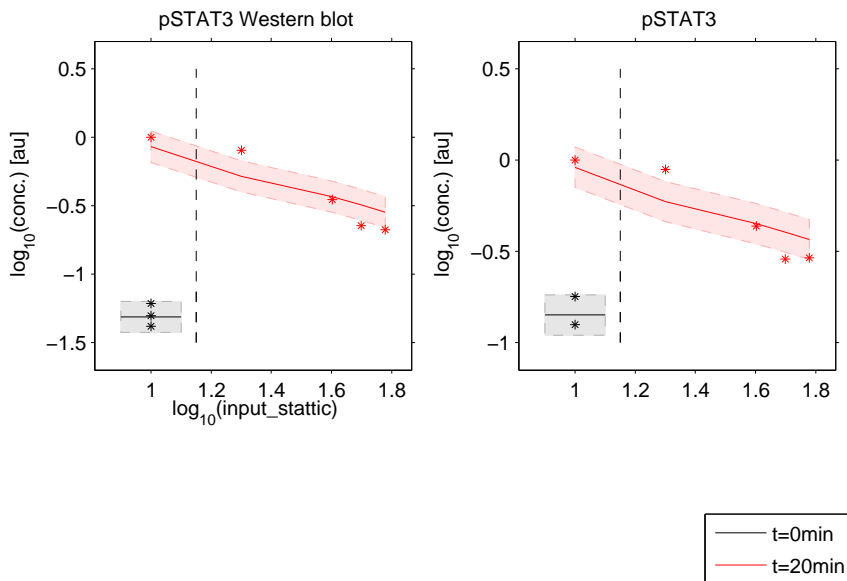 pSTAT3 Western blot
log10(conc.) [au]
0.5
0
−0.5
−1
−1.5
1 1.2 1.4 1.6 1.8
log10(input_stattic)
pSTAT3
log10(conc.) [au]
0.5
0
−0.5
−1
1 1.2 1.4 1.6 1.8
t=0min
t=20min